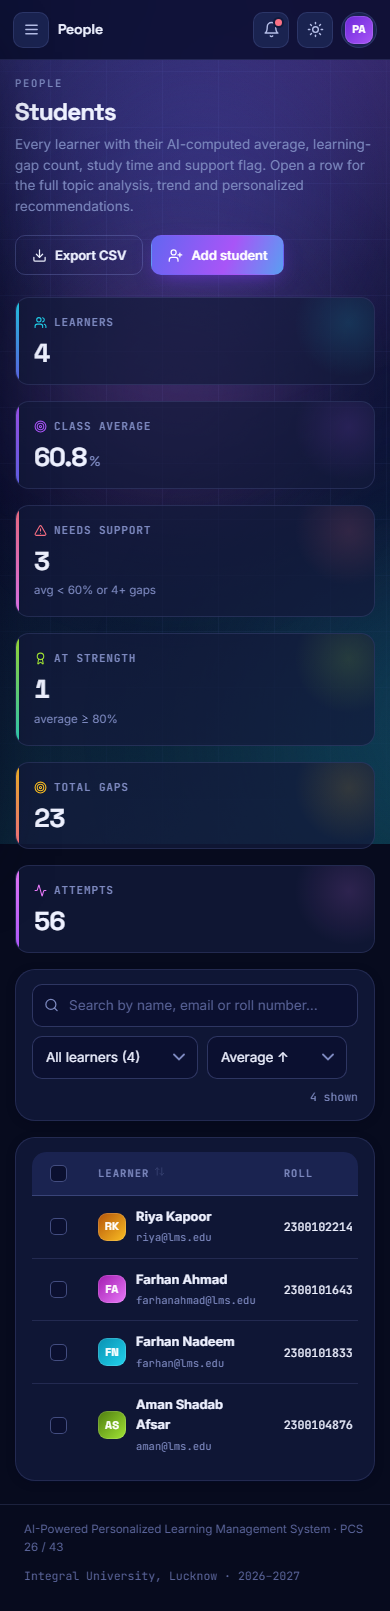 People
PA
PEOPLE
Students
Every learner with their AI-computed average, learning-
gap count, study time and support flag. Open a row for
the full topic analysis, trend and personalized
recommendations.
Export CSV
Add student
LEARNERS
4
CLASS AVERAGE
60.8%
NEEDS SUPPORT
3
avg < 60% or 4+ gaps
AT STRENGTH
1
average ≥ 80%
TOTAL GAPS
23
ATTEMPTS
56
Search by name, email or roll number...
All learners (4)
Average ↑
4 shown
LEARNER ↑↓ ROLL
RK Riya Kapoor 2300102214
riya@lms.edu
FA Farhan Ahmad 2300101643
farhanahmad@lms.edu
FN Farhan Nadeem 2300101833
farhan@lms.edu
AS Aman Shadab
Afsar 2300104876
aman@lms.edu
AI-Powered Personalized Learning Management System · PCS
26 / 43
Integral University, Lucknow · 2026–2027